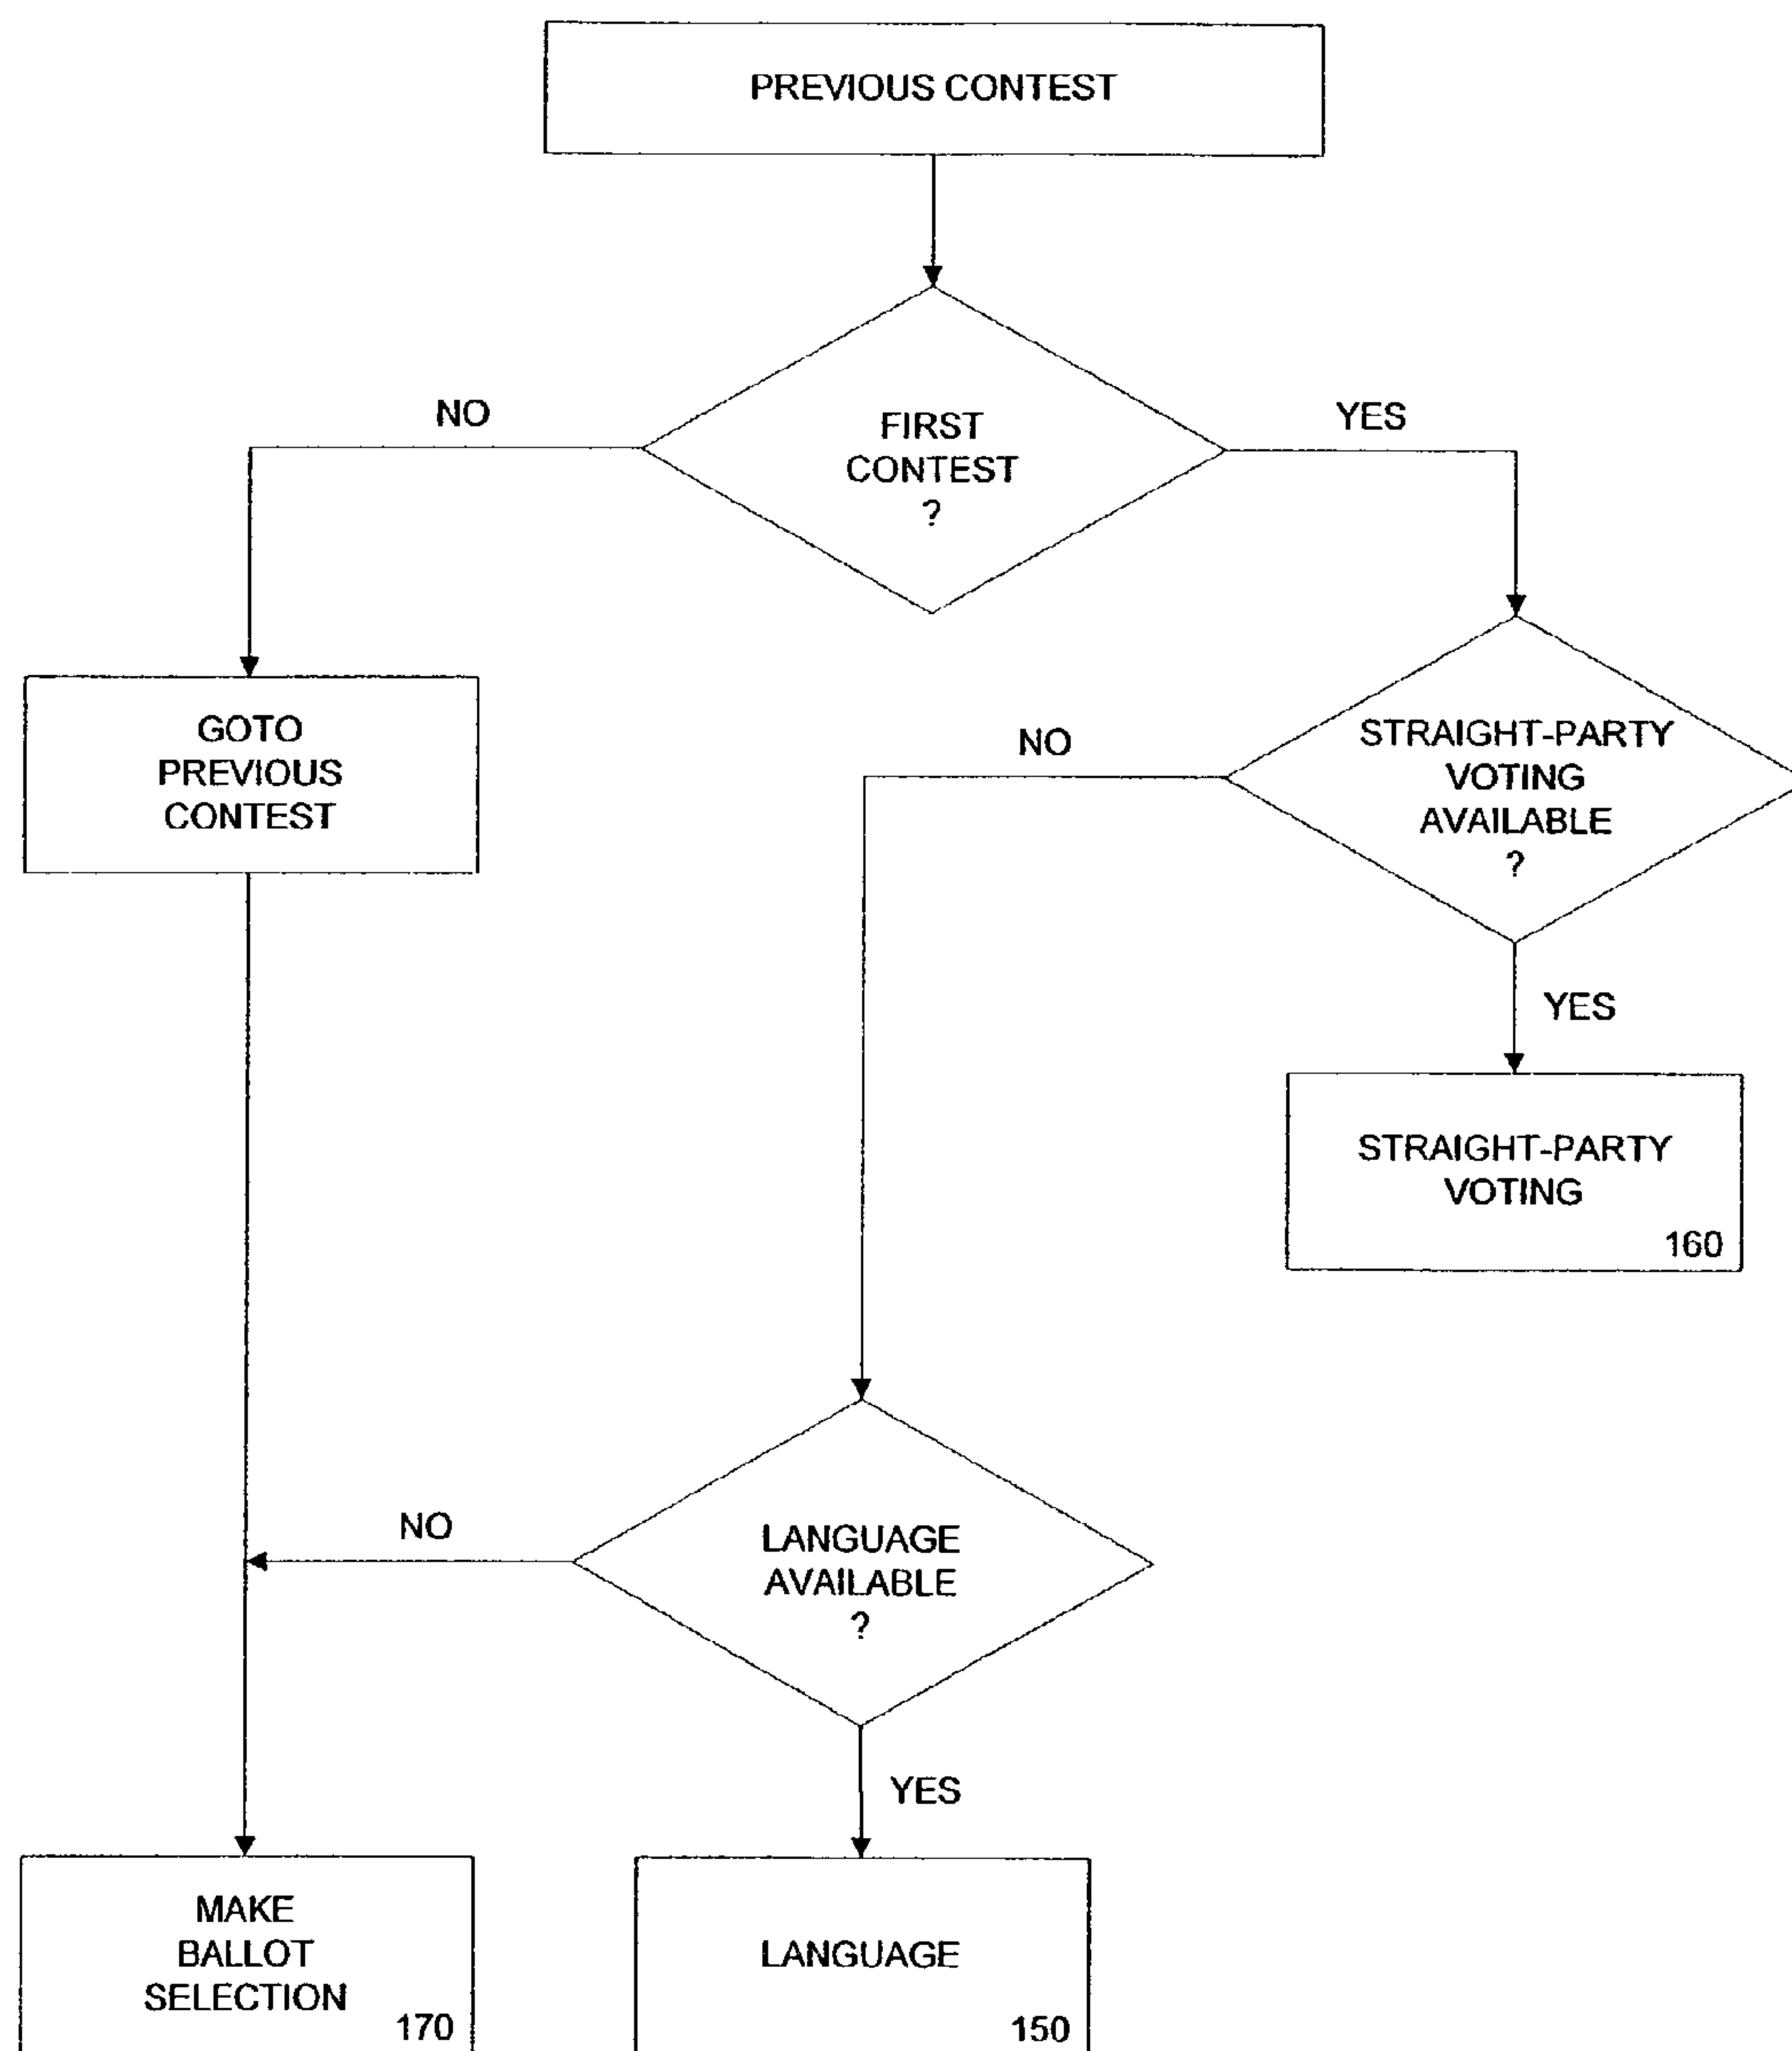 PREVIOUS CONTEST
FIRST
CONTEST
?
NO
YES
GOTO
PREVIOUS
CONTEST
STRAIGHT-PARTY
VOTING
AVAILABLE
?
NO
YES
STRAIGHT-PARTY
VOTING
160
LANGUAGE
AVAILABLE
?
NO
YES
MAKE
BALLOT
SELECTION
170
LANGUAGE
150